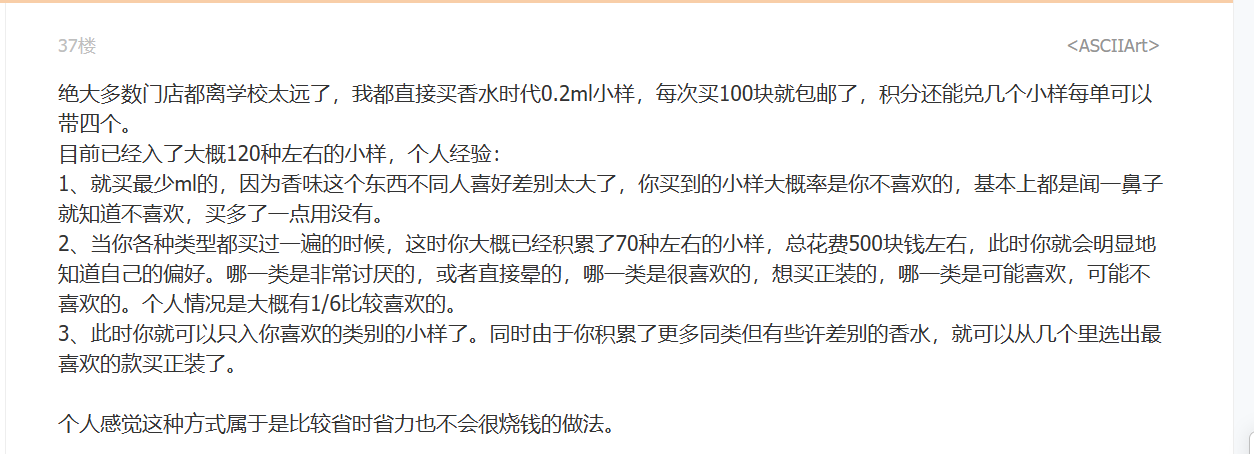 37楼
<ASCIIArt>
绝大多数门店都离学校太远了，我都直接买香水时代0.2ml小样，每次买100块就包邮了，积分还能兑几个小样每单可以
带四个。
目前已经入了大概120种左右的小样，个人经验：
1、就买最少ml的，因为香味这个东西不同人喜好差别太大了，你买到的小样大概率是你不喜欢的，基本上都是闻一鼻子
就知道不喜欢，买多了一点用没有。
2、当你各种类型都买过一遍的时候，这时你大概已经积累了70种左右的小样，总花费500块钱左右，此时你就会明显地
知道自己的偏好。哪一类是非常讨厌的，或者直接晕的，哪一类是很喜欢的，想买正装的，哪一类是可能喜欢，可能不
喜欢的。个人情况是大概有1/6比较喜欢的。
3、此时你就可以只入你喜欢的类别的小样了。同时由于你积累了更多同类但有些许差别的香水，就可以从几个里选出最
喜欢的款买正装了。
个人感觉这种方式属于是比较省时省力也不会很烧钱的做法。